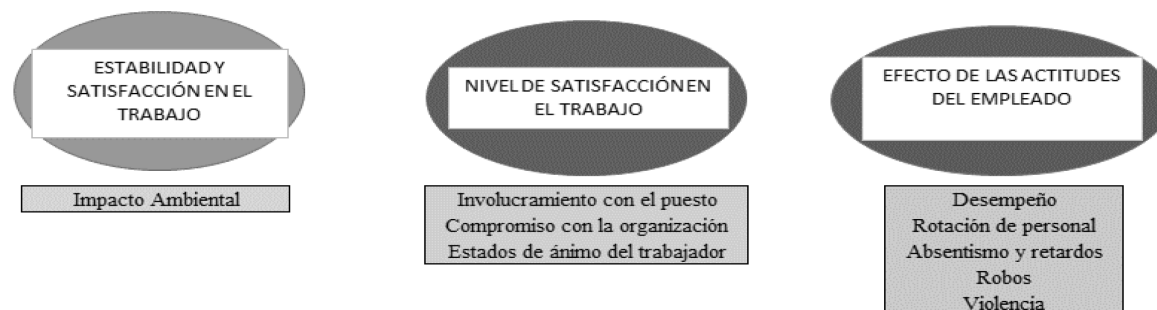 ESTABILIDAD Y
SATISFACCIÓN EN EL
TRABAJO
Impacto Ambiental
NIVEL DE SATISFACCIÓN EN
EL TRABAJO
Involucramiento con el puesto
Compromiso con la organización
Estados de ánimo del trabajador
EFECTO DE LAS ACTITUDES
DEL EMPLEADO
Desempeño
Rotación de personal
Absentismo y retardos
Robos
Violencia